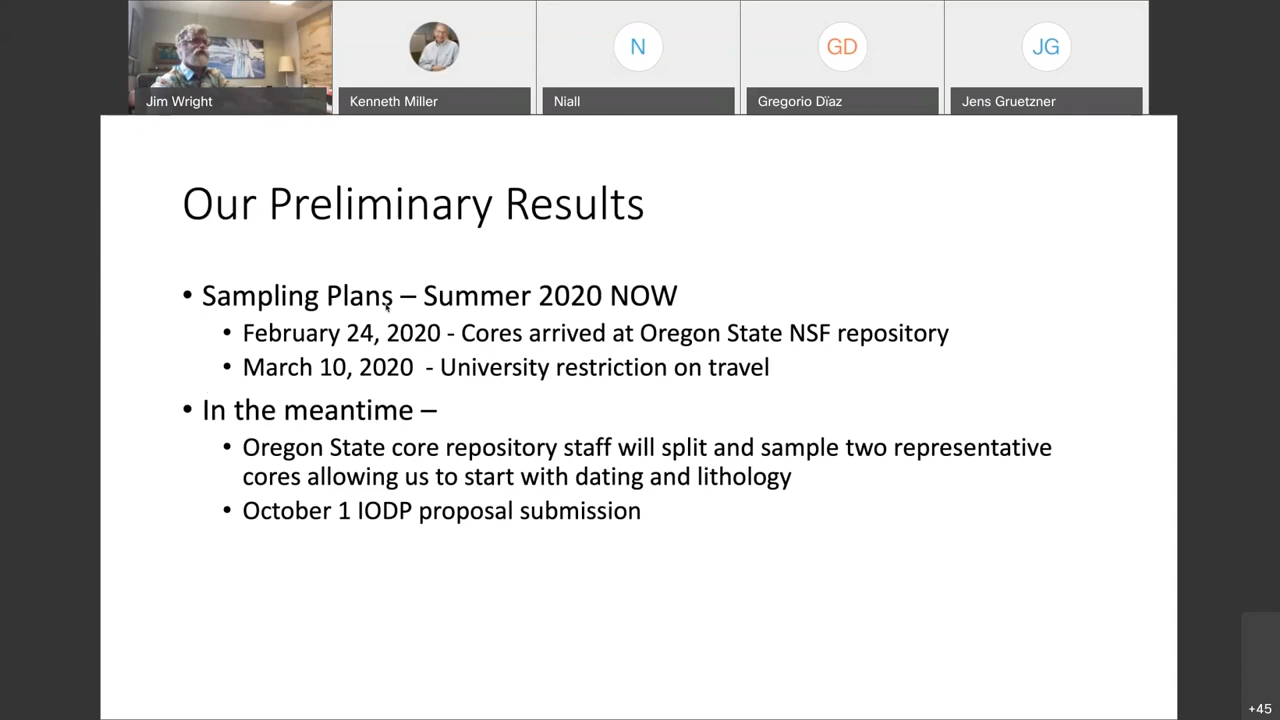 N
GD
JG
Jim Wright
Kenneth Miller
Niall
Gregorio Dïaz
Jens Gruetzner
Our Preliminary Results
• Sampling Plans – Summer 2020 NOW
• February 24, 2020 - Cores arrived at Oregon State NSF repository
• March 10, 2020 - University restriction on travel
• In the meantime –
• Oregon State core repository staff will split and sample two representative
cores allowing us to start with dating and lithology
• October 1 IODP proposal submission
+45